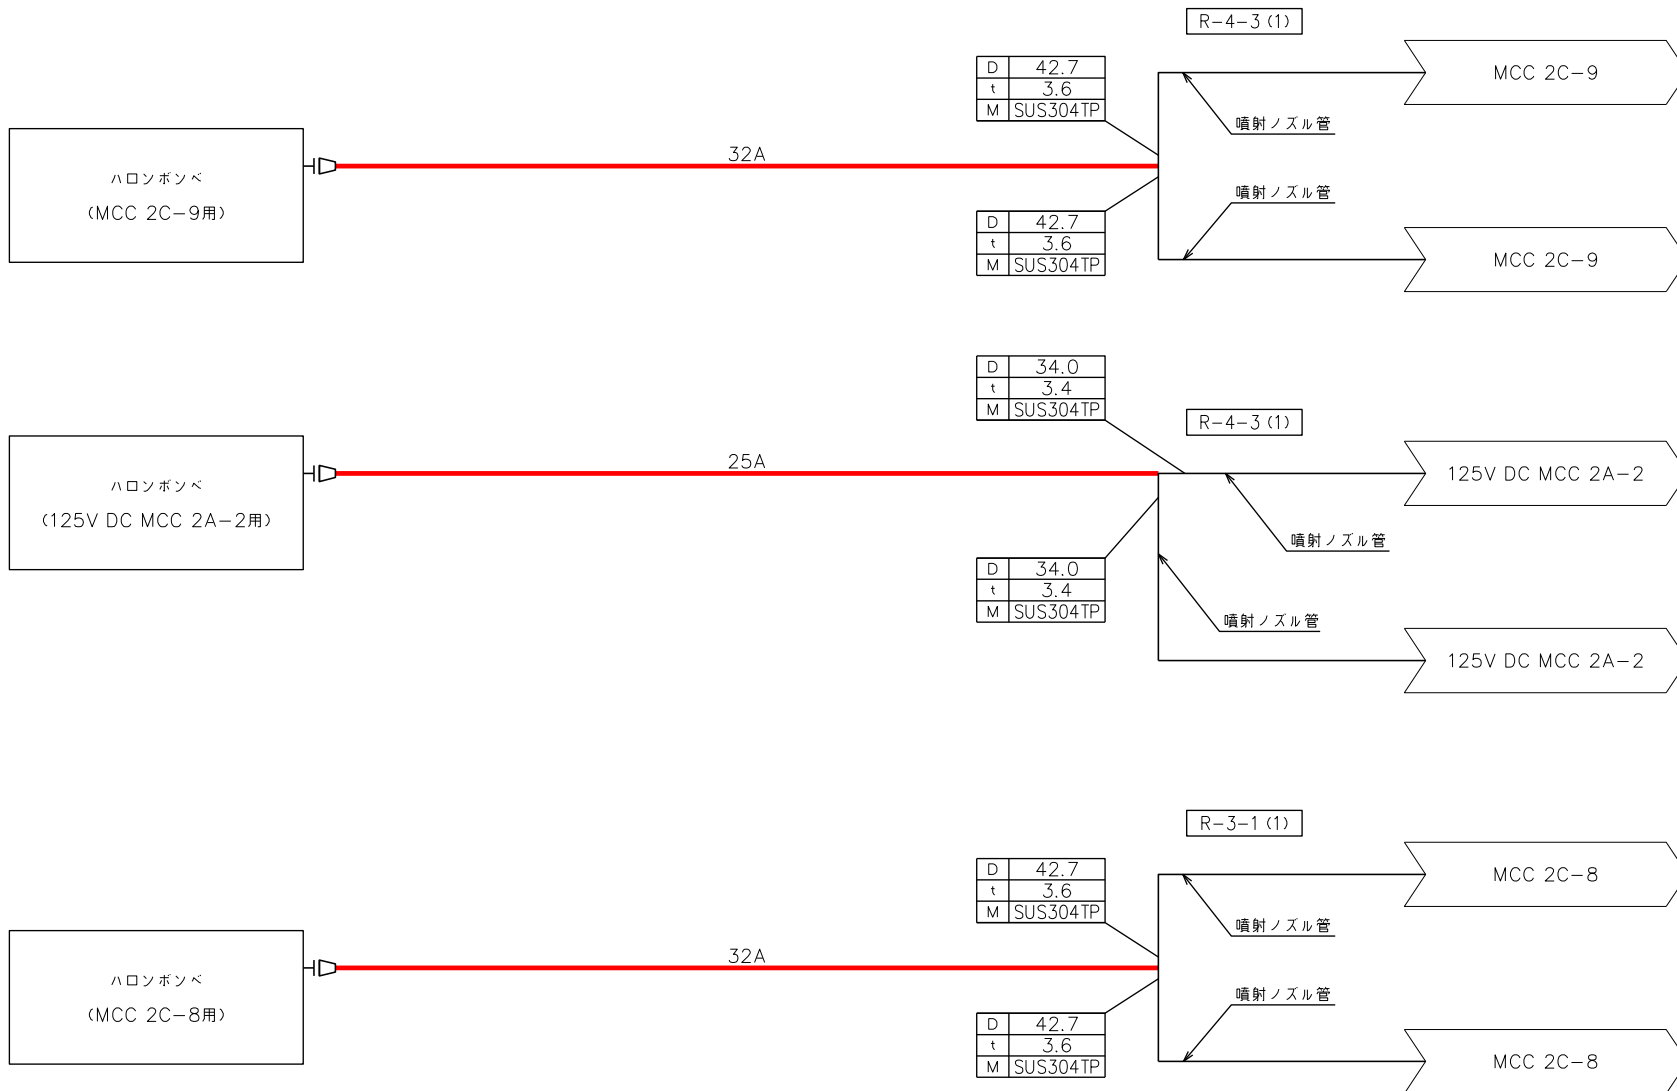 R-4-3(1)
D 42.7
t 3.6
M SUS304TP
MCC 2C-9
噴射ノズル管
32A
ハロンボンベ
(MCC 2C-9用)
噴射ノズル管
D 42.7
t 3.6
M SUS304TP
MCC 2C-9
D 34.0
t 3.4
M SUS304TP
R-4-3(1)
25A
125V DC MCC 2A-2
ハロンボンベ
(125V DC MCC 2A-2用)
噴射ノズル管
D 34.0
t 3.4
M SUS304TP
噴射ノズル管
125V DC MCC 2A-2
R-3-1(1)
D 42.7
t 3.6
M SUS304TP
MCC 2C-8
噴射ノズル管
32A
ハロンボンベ
(MCC 2C-8用)
噴射ノズル管
D 42.7
t 3.6
M SUS304TP
MCC 2C-8